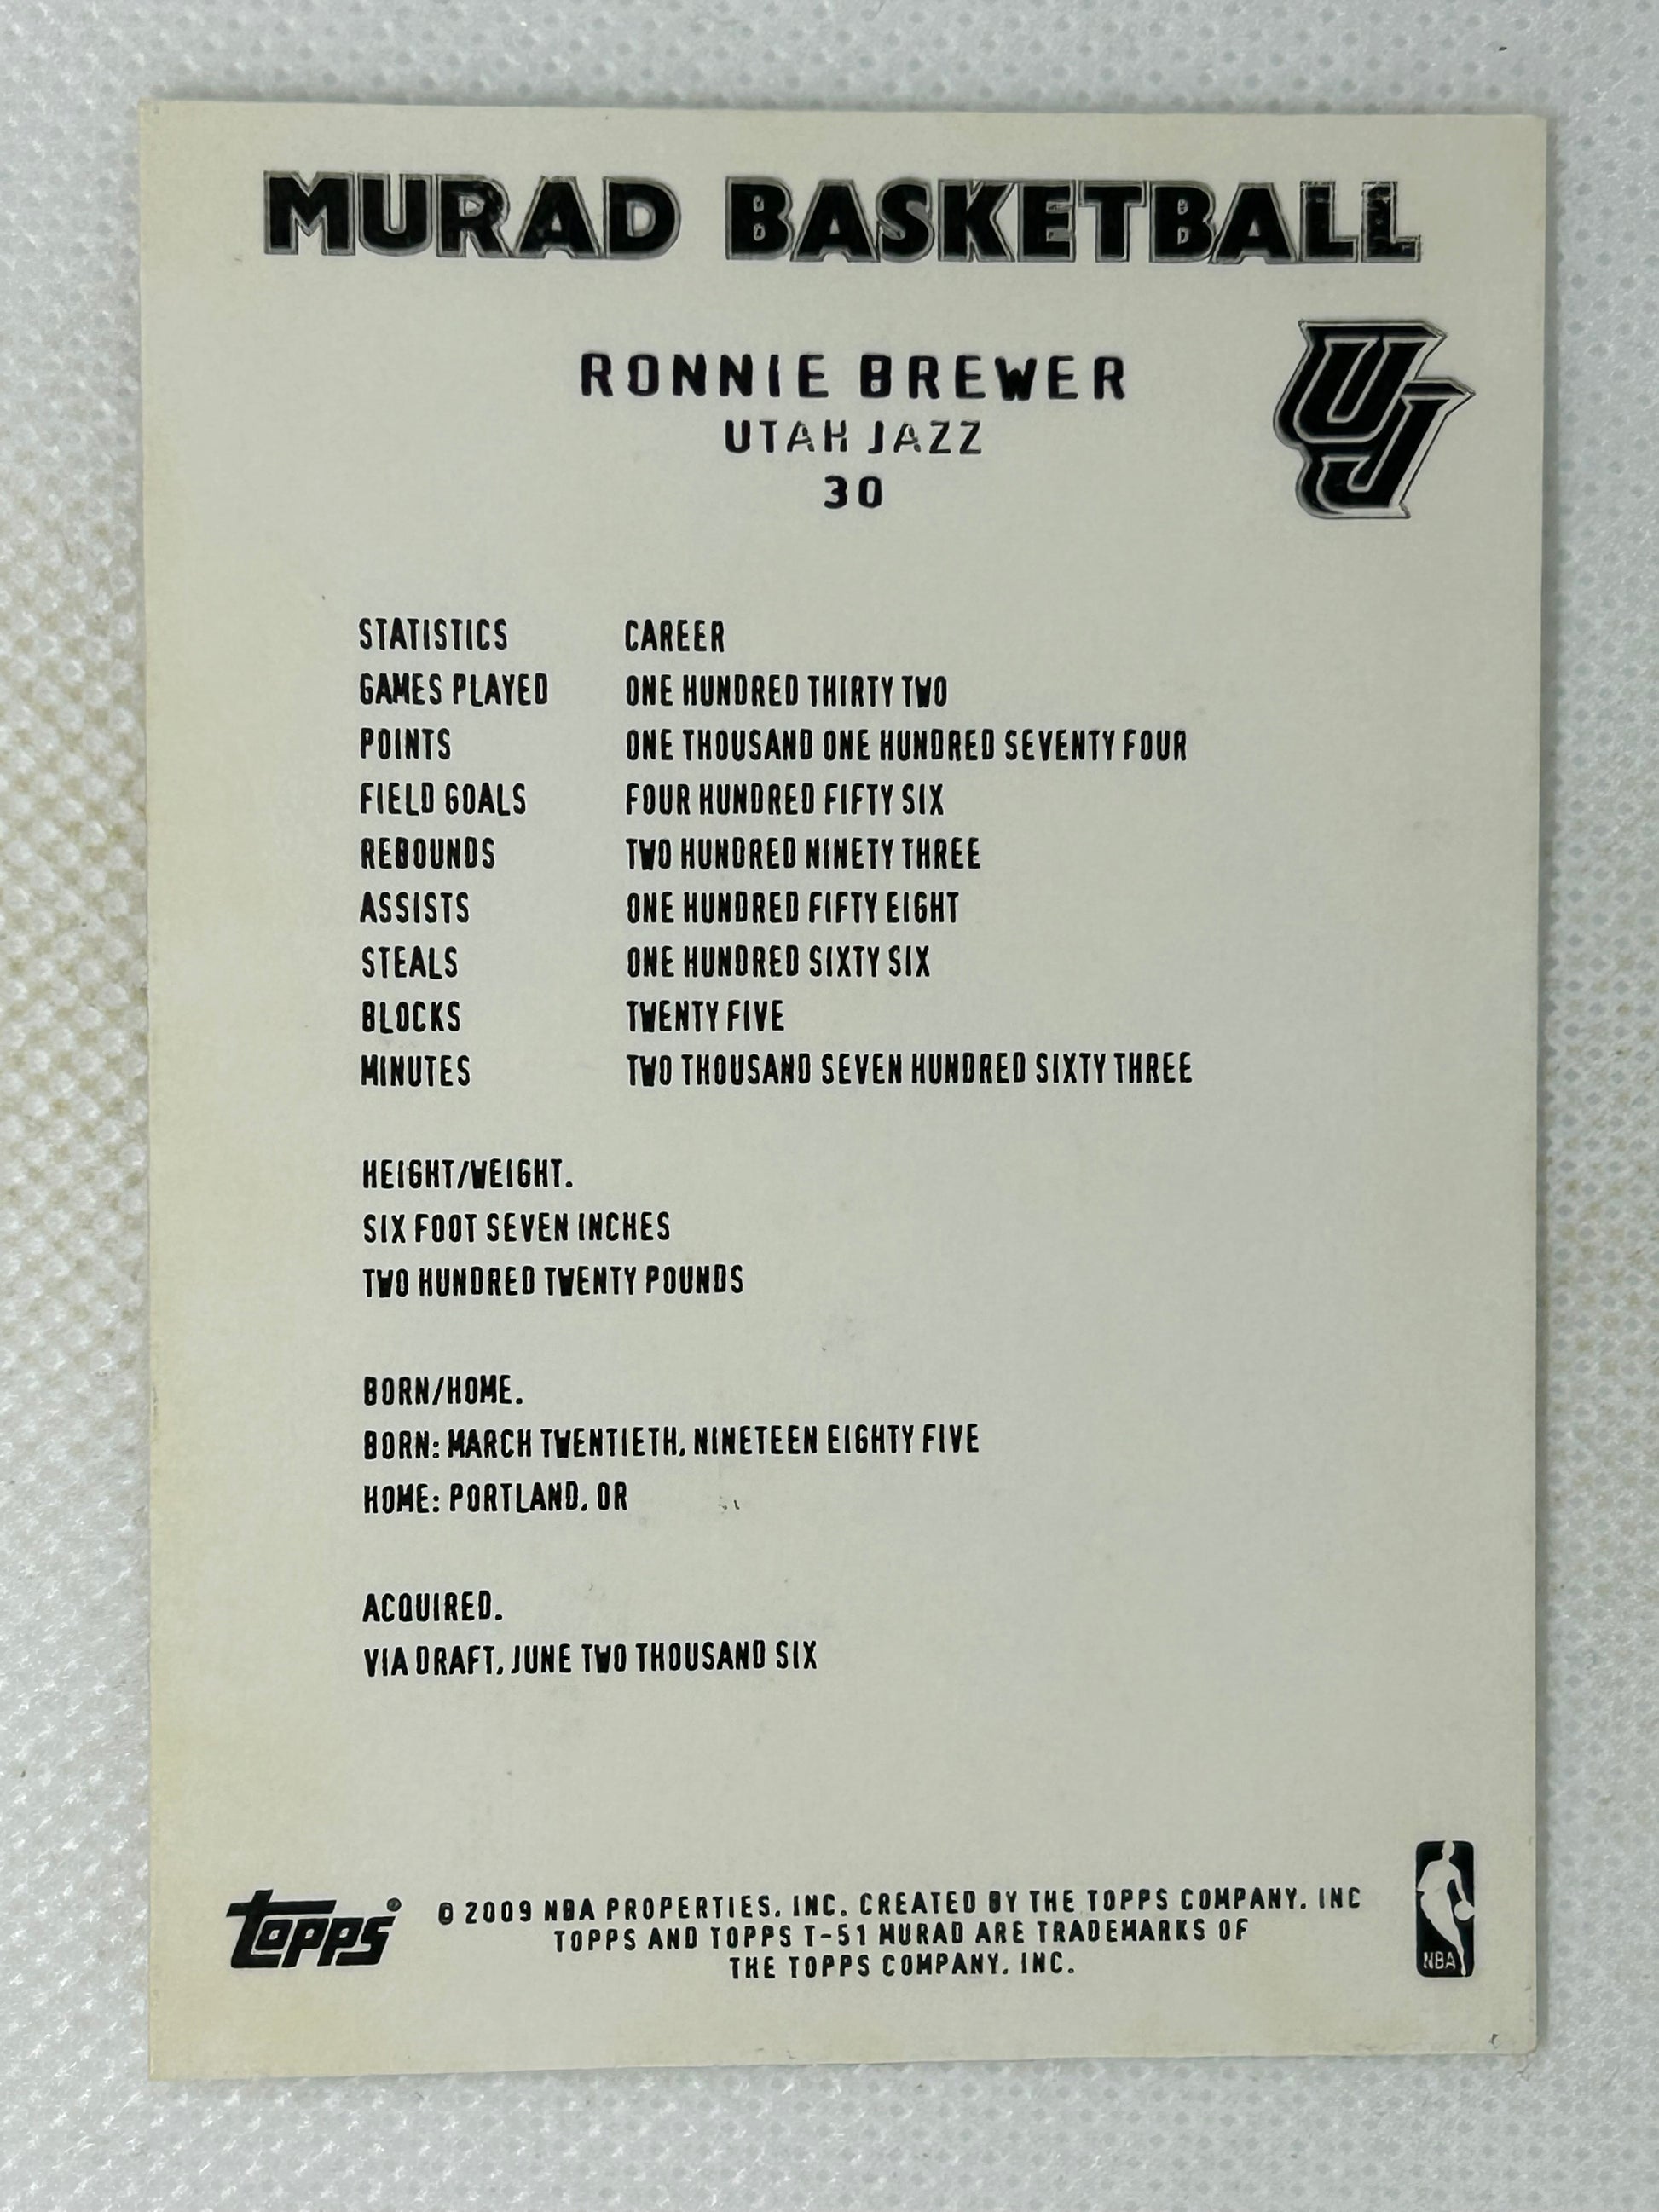 MURAD BASKETBALL
RONNIE BREWER
UTAH JAZZ
30
UJ
STATISTICS CAREER
GAMES PLAYED ONE HUNDRED THIRTY TWO
POINTS ONE THOUSAND ONE HUNDRED SEVENTY FOUR
FIELD GOALS FOUR HUNDRED FIFTY SIX
REBOUNDS TWO HUNDRED NINETY THREE
ASSISTS ONE HUNDRED FIFTY EIGHT
STEALS ONE HUNDRED SIXTY SIX
BLOCKS TWENTY FIVE
MINUTES TWO THOUSAND SEVEN HUNDRED SIXTY THREE
HEIGHT/WEIGHT.
SIX FOOT SEVEN INCHES
TWO HUNDRED TWENTY POUNDS
BORN/HOME.
BORN: MARCH TWENTIETH, NINETEEN EIGHTY FIVE
HOME: PORTLAND, OR
ACQUIRED.
VIA DRAFT, JUNE TWO THOUSAND SIX
topps®
© 2009 NBA PROPERTIES, INC. CREATED BY THE TOPPS COMPANY, INC
TOPPS AND TOPPS T-51 MURAD ARE TRADEMARKS OF
THE TOPPS COMPANY, INC.
NBA